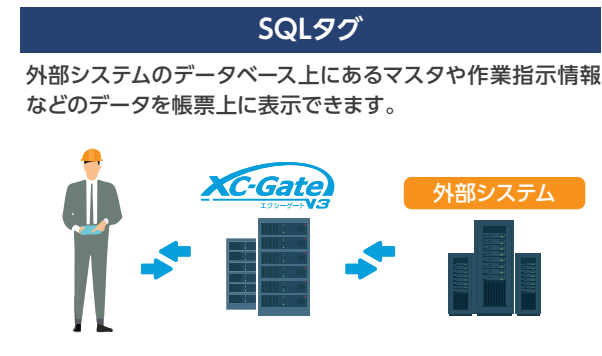 SQLタグ
外部システムのデータベース上にあるマスタや作業指示情報
などのデータを帳票上に表示できます。
XC-Gate
エクシーゲート V3
外部システム